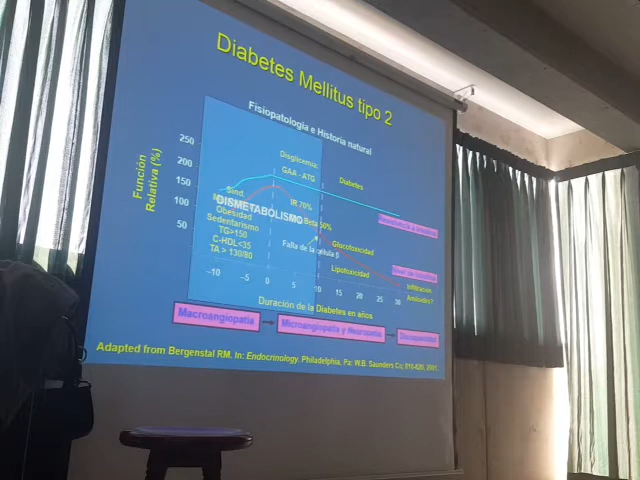 Diabetes Mellitus tipo 2
Fisiopatología e Historia natural
Función
Relativa (%)
250
200
150
100
50
Disglicemia:
GAA - ATG
Diabetes
Sind.
IR 70%
DISMETABOLISMO
Beta 50%
Obesidad
Sedentarismo
TG>150
C-HDL<35
TA > 130/80
Falla de la célula β
Glucotoxicidad
Lipotoxicidad
Infiltración
Amiloide?
-10
-5
0
5
10
15
20
25
30
Duración de la Diabetes en años
Macroangiopatía
Microangiopatía y Neuropatía
Discapacidad
Adapted from Bergenstal RM. In: Endocrinology. Philadelphia, Pa: W.B. Saunders Co; 2001.